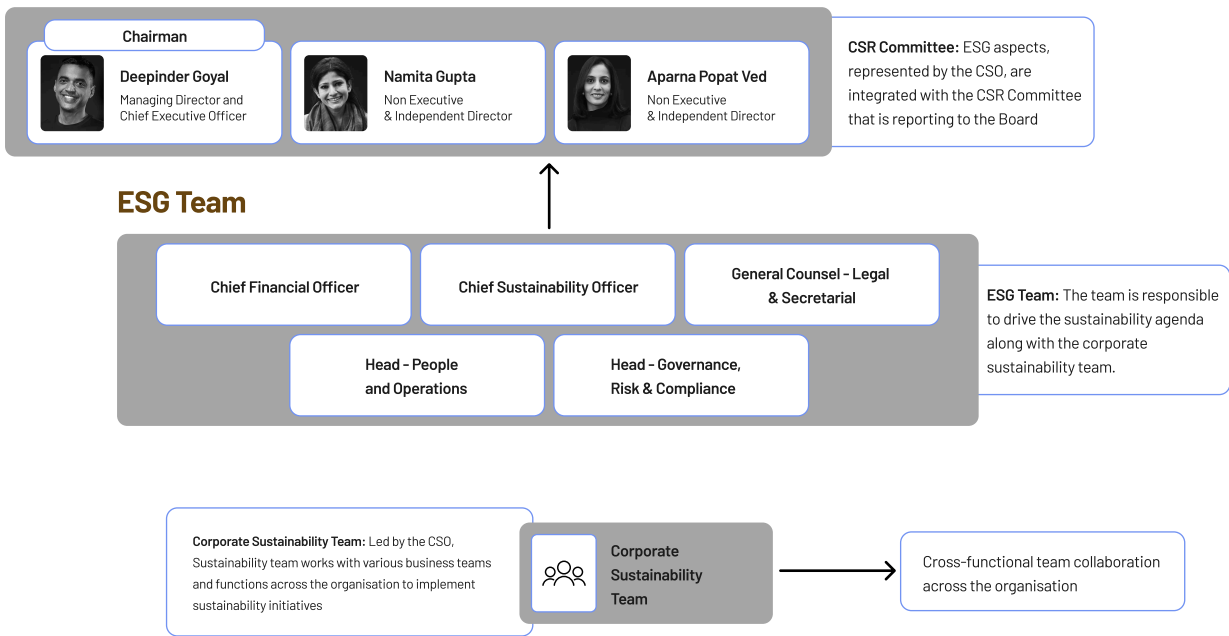 Chairman
Deepinder Goyal
Managing Director and
Chief Executive Officer
Namita Gupta
Non Executive
& Independent Director
Aparna Popat Ved
Non Executive
& Independent Director
CSR Committee: ESG aspects,
represented by the CSO, are
integrated with the CSR Committee
that is reporting to the Board
ESG Team
Chief Financial Officer
Chief Sustainability Officer
General Counsel - Legal
& Secretarial
Head - People
and Operations
Head - Governance,
Risk & Compliance
ESG Team: The team is responsible
to drive the sustainability agenda
along with the corporate
sustainability team.
Corporate Sustainability Team: Led by the CSO,
Sustainability team works with various business teams
and functions across the organisation to implement
sustainability initiatives
Corporate
Sustainability
Team
Cross-functional team collaboration
across the organisation